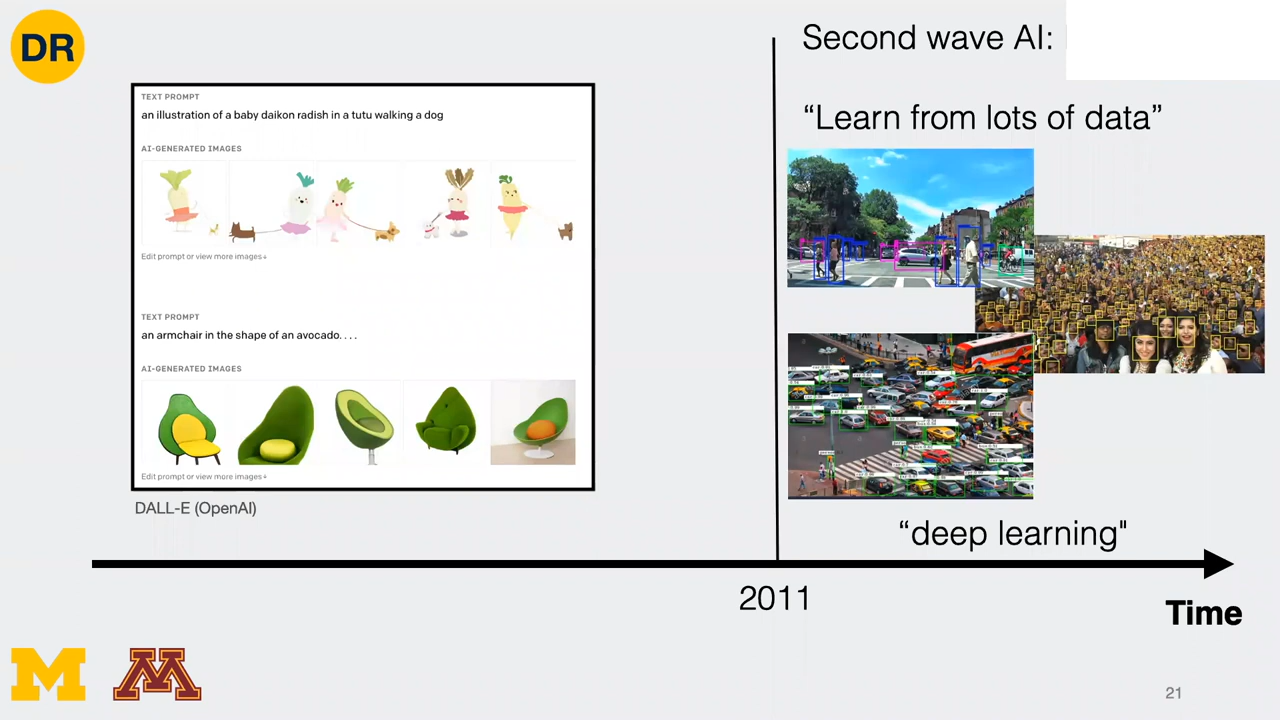 DR
Second wave AI:
“Learn from lots of data”
TEXT PROMPT
an illustration of a baby daikon radish in a tutu walking a dog
AI-GENERATED IMAGES
Edit prompt or view more images↓
TEXT PROMPT
an armchair in the shape of an avocado. . . .
AI-GENERATED IMAGES
Edit prompt or view more images↓
DALL-E (OpenAI)
“deep learning"
2011
Time
M
M
21